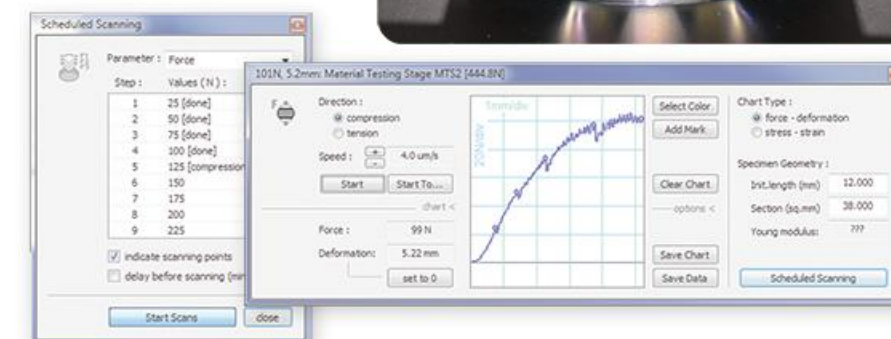 Scheduled Scanning
Parameter : Force
Step : Values ( N ) :
1 25 [done]
2 50 [done]
3 75 [done]
4 100 [done]
5 125 [compression
6 150
7 175
8 200
9 225
indicate scanning points
delay before scanning (min
Start Scans close
101N, 5.2mm: Material Testing Stage MTS2 [444.8N]
F
Direction :
compression
tension
Speed : + - 4.0 um/s
Start Start To...
chart <
Force : 99 N
Deformation: 5.22 mm
set to 0
1mm/div
20N/div
Select Color
Add Mark
Clear Chart
options <
Save Chart
Save Data
Chart Type :
force - deformation
stress - strain
Specimen Geometry :
Init.length (mm) 12.000
Section (sq.mm) 38.000
Young modulus: ???
Scheduled Scanning